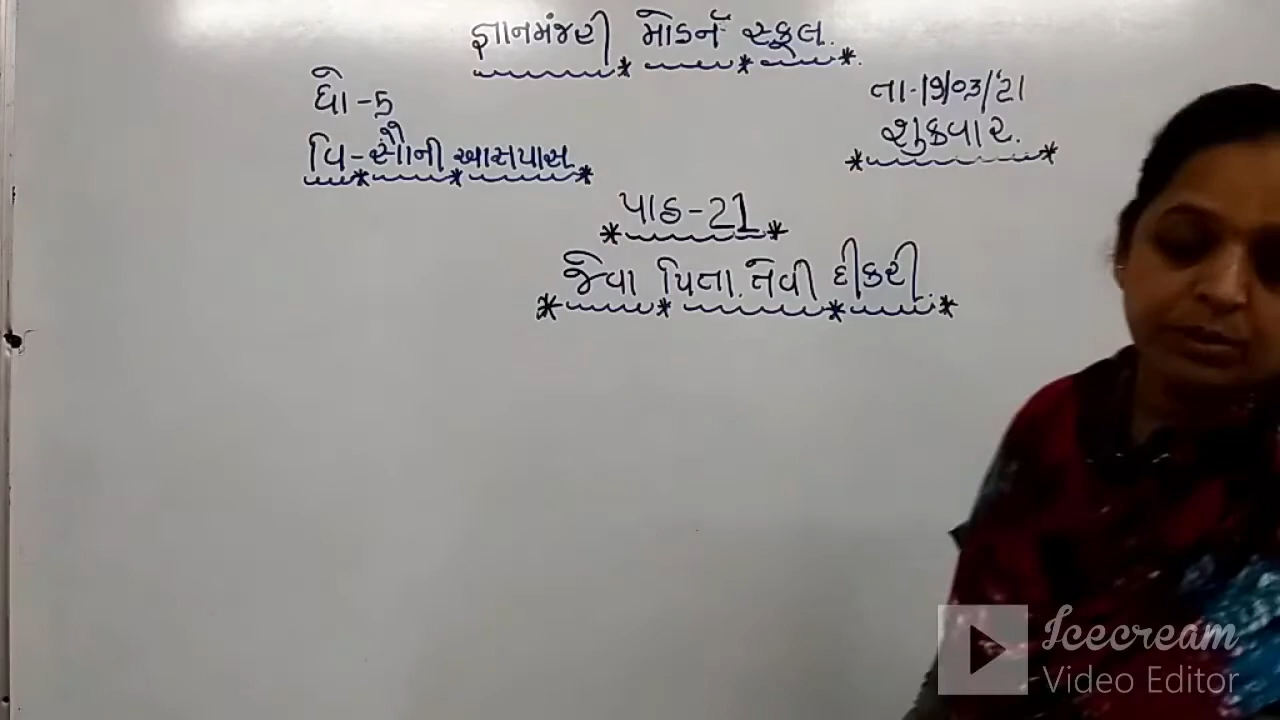 જ્ઞાનમંજરી મોડર્ન સ્કૂલ.
ધો-5
તા-19/03/'21
શુક્રવાર.
વિ-સૌની આસપાસ
પાઠ-21
જેવા પિતા તેવી દીકરી
Icecream
Video Editor